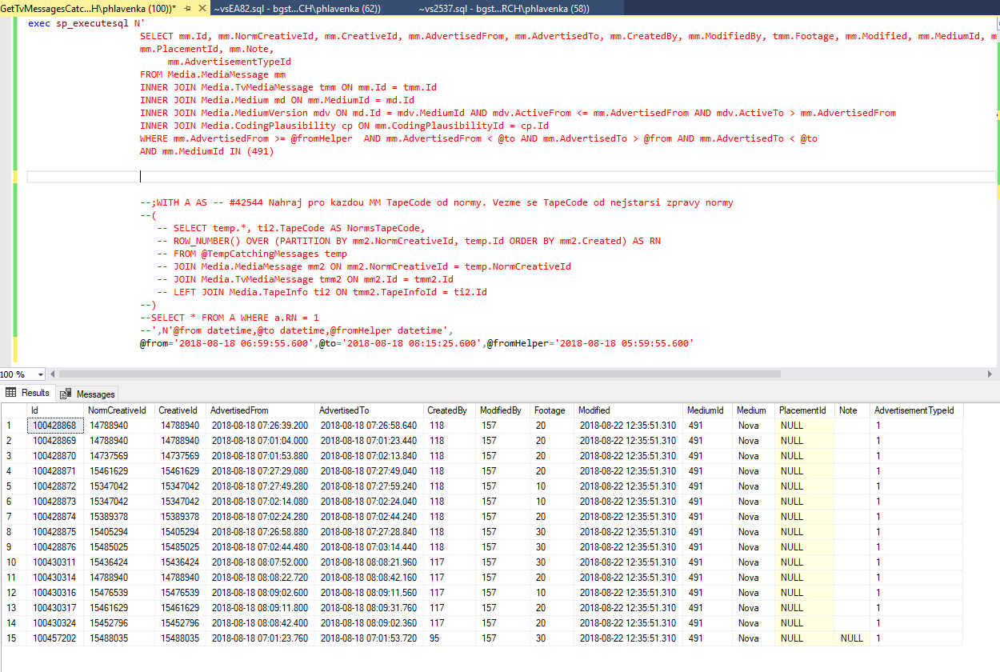 GetTvMessagesCatc...H\phlavenka (100))* ~vsEA82.sql - bgst...CH\phlavenka (62)) ~vs2537.sql - bgst...RCH\phlavenka (58))
exec sp_executesql N'
SELECT mm.Id, mm.NormCreativeId, mm.CreativeId, mm.AdvertisedFrom, mm.AdvertisedTo, mm.CreatedBy, mm.ModifiedBy, tmm.Footage, mm.Modified, mm.MediumId, m
mm.PlacementId, mm.Note,
mm.AdvertisementTypeId
FROM Media.MediaMessage mm
INNER JOIN Media.TvMediaMessage tmm ON mm.Id = tmm.Id
INNER JOIN Media.Medium md ON mm.MediumId = md.Id
INNER JOIN Media.MediumVersion mdv ON md.Id = mdv.MediumId AND mdv.ActiveFrom <= mm.AdvertisedFrom AND mdv.ActiveTo > mm.AdvertisedFrom
INNER JOIN Media.CodingPlausibility cp ON mm.CodingPlausibilityId = cp.Id
WHERE mm.AdvertisedFrom >= @fromHelper AND mm.AdvertisedFrom < @to AND mm.AdvertisedTo > @from AND mm.AdvertisedTo < @to
AND mm.MediumId IN (491)
--;WITH A AS -- #42544 Nahraj pro kazdou MM TapeCode od normy. Vezme se TapeCode od nejstarsi zpravy normy
--(
-- SELECT temp.*, ti2.TapeCode AS NormsTapeCode,
-- ROW_NUMBER() OVER (PARTITION BY mm2.NormCreativeId, temp.Id ORDER BY mm2.Created) AS RN
-- FROM @TempCatchingMessages temp
-- JOIN Media.MediaMessage mm2 ON mm2.NormCreativeId = temp.NormCreativeId
-- JOIN Media.TvMediaMessage tmm2 ON mm2.Id = tmm2.Id
-- LEFT JOIN Media.TapeInfo ti2 ON tmm2.TapeInfoId = ti2.Id
--)
--SELECT * FROM A WHERE a.RN = 1
--',N'@from datetime,@to datetime,@fromHelper datetime',
@from='2018-08-18 06:59:55.600',@to='2018-08-18 08:15:25.600',@fromHelper='2018-08-18 05:59:55.600'
100 %
Results Messages
Id NormCreativeId CreativeId AdvertisedFrom AdvertisedTo CreatedBy ModifiedBy Footage Modified MediumId Medium PlacementId Note AdvertisementTypeId
1 100428868 14788940 14788940 2018-08-18 07:26:39.200 2018-08-18 07:26:58.640 118 157 20 2018-08-22 12:35:51.310 491 Nova NULL 1
2 100428869 14788940 14788940 2018-08-18 07:01:04.000 2018-08-18 07:01:23.440 118 157 20 2018-08-22 12:35:51.310 491 Nova NULL 1
3 100428870 14737569 14737569 2018-08-18 07:01:53.880 2018-08-18 07:02:13.840 118 157 20 2018-08-22 12:35:51.310 491 Nova NULL 1
4 100428871 15461629 15461629 2018-08-18 07:27:29.080 2018-08-18 07:27:49.040 118 157 20 2018-08-22 12:35:51.310 491 Nova NULL 1
5 100428872 15347042 15347042 2018-08-18 07:27:49.280 2018-08-18 07:27:59.240 118 157 10 2018-08-22 12:35:51.310 491 Nova NULL 1
6 100428873 15347042 15347042 2018-08-18 07:02:14.080 2018-08-18 07:02:24.040 118 157 10 2018-08-22 12:35:51.310 491 Nova NULL 1
7 100428874 15389378 15389378 2018-08-18 07:02:24.280 2018-08-18 07:02:44.240 118 157 20 2018-08-22 12:35:51.310 491 Nova NULL 1
8 100428875 15405294 15405294 2018-08-18 07:26:58.880 2018-08-18 07:27:28.840 118 157 30 2018-08-22 12:35:51.310 491 Nova NULL 1
9 100428876 15485025 15485025 2018-08-18 07:02:44.480 2018-08-18 07:03:14.440 118 157 30 2018-08-22 12:35:51.310 491 Nova NULL 1
10 100430311 15436424 15436424 2018-08-18 08:07:52.000 2018-08-18 08:08:21.960 117 157 30 2018-08-22 12:35:51.310 491 Nova NULL 1
11 100430314 14788940 14788940 2018-08-18 08:08:22.720 2018-08-18 08:08:42.160 117 157 20 2018-08-22 12:35:51.310 491 Nova NULL 1
12 100430316 15476539 15476539 2018-08-18 08:09:02.600 2018-08-18 08:09:11.560 117 157 10 2018-08-22 12:35:51.310 491 Nova NULL 1
13 100430317 15461629 15461629 2018-08-18 08:09:11.800 2018-08-18 08:09:31.760 117 157 20 2018-08-22 12:35:51.310 491 Nova NULL 1
14 100430324 15452796 15452796 2018-08-18 08:08:42.400 2018-08-18 08:09:02.360 117 157 20 2018-08-22 12:35:51.310 491 Nova NULL 1
15 100457202 15488035 15488035 2018-08-18 07:01:23.760 2018-08-18 07:01:53.720 95 157 30 2018-08-22 12:35:51.310 491 Nova NULL NULL 1